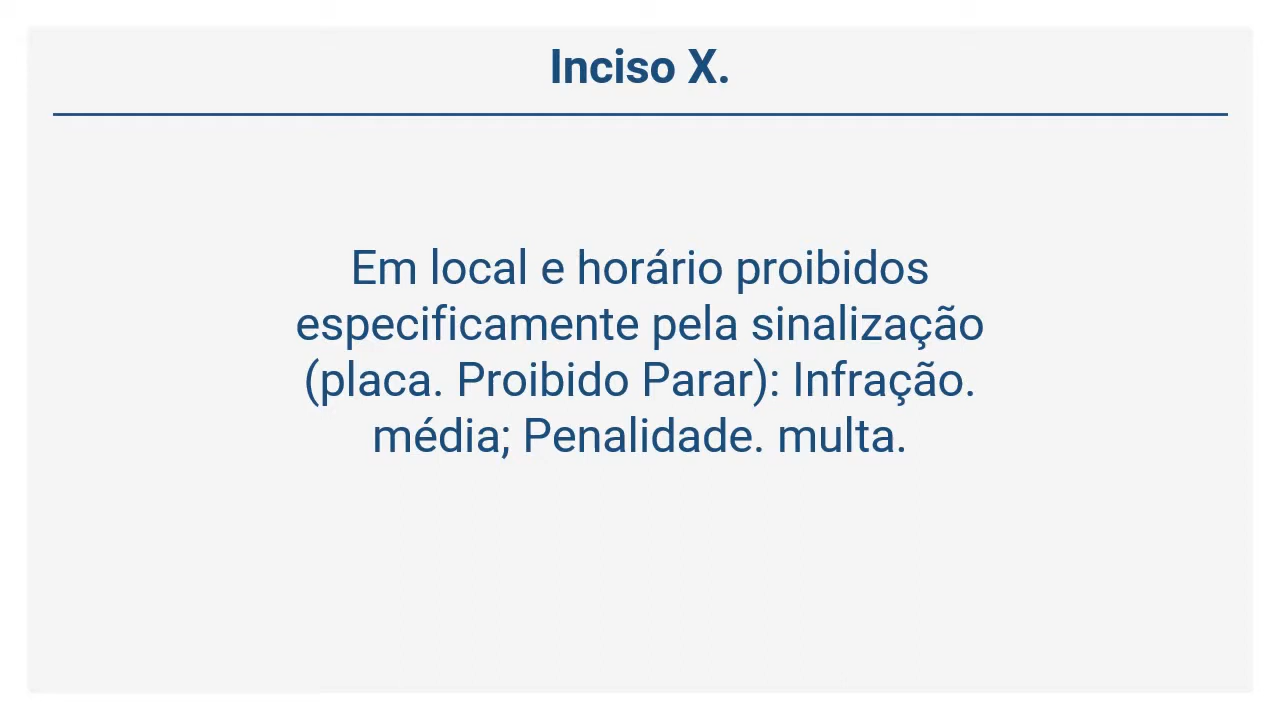 Inciso X.
Em local e horário proibidos
especificamente pela sinalização
(placa. Proibido Parar): Infração.
média; Penalidade. multa.